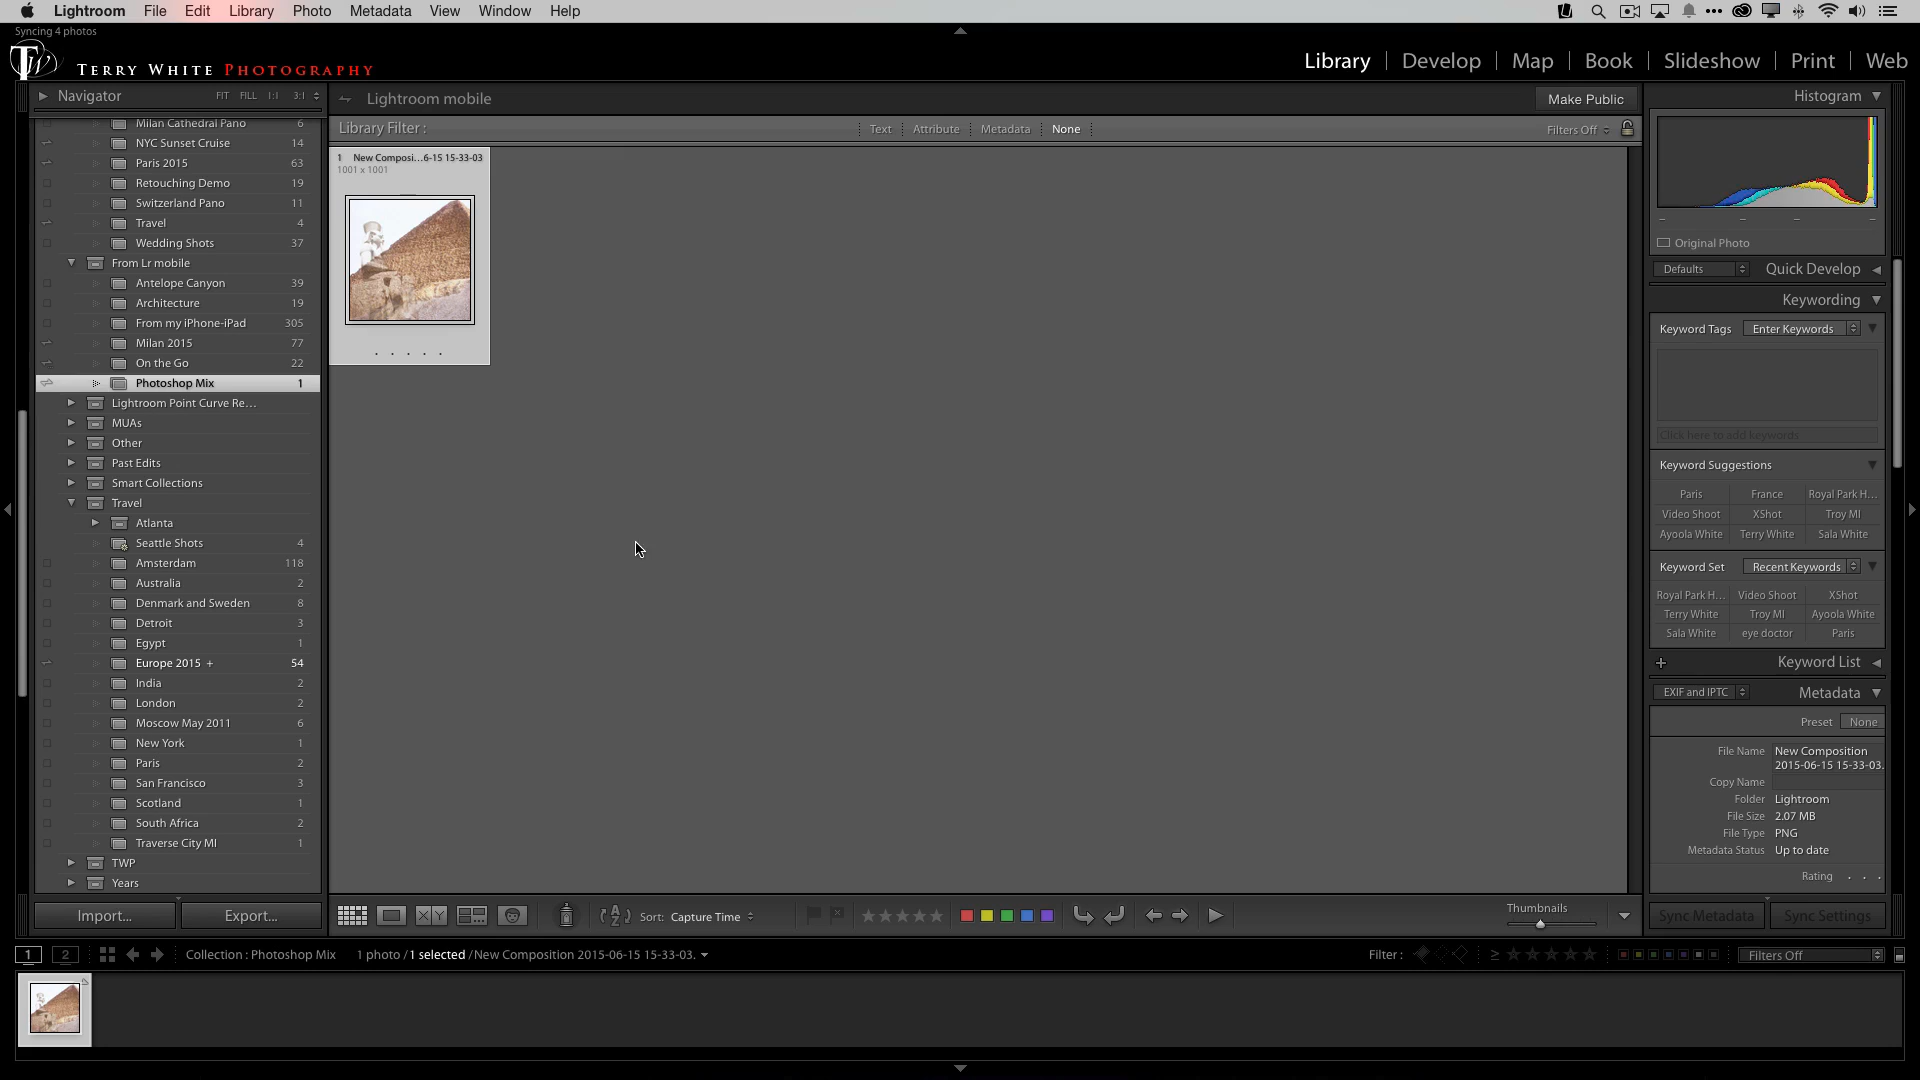 Lightroom File Edit Library Photo Metadata View Window Help
Syncing 4 photos
TW TERRY WHITE PHOTOGRAPHY
Library | Develop | Map | Book | Slideshow | Print | Web
Navigator FIT FILL 1:1 3:1
Milan Cathedral Pano 6
NYC Sunset Cruise 14
Paris 2015 63
Retouching Demo 19
Switzerland Pano 11
Travel 4
Wedding Shots 37
From Lr mobile
Antelope Canyon 39
Architecture 19
From my iPhone-iPad 305
Milan 2015 77
On the Go 22
Photoshop Mix 1
Lightroom Point Curve Re...
MUAs
Other
Past Edits
Smart Collections
Travel
Atlanta
Seattle Shots 4
Amsterdam 118
Australia 2
Denmark and Sweden 8
Detroit 3
Egypt 1
Europe 2015 + 54
India 2
London 2
Moscow May 2011 6
New York 1
Paris 2
San Francisco 3
Scotland 1
South Africa 2
Traverse City MI 1
TWP
Years
Import... Export...
Lightroom mobile Make Public
Library Filter : Text Attribute Metadata None Filters Off
1 New Composi...6-15 15-33-03
1001 x 1001
Sort: Capture Time Thumbnails
Histogram
Original Photo
Defaults Quick Develop
Keywording
Keyword Tags Enter Keywords
Click here to add keywords
Keyword Suggestions
Paris France Royal Park H...
Video Shoot XShot Troy MI
Ayoola White Terry White Sala White
Keyword Set Recent Keywords
Royal Park H... Video Shoot XShot
Terry White Troy MI Ayoola White
Sala White eye doctor Paris
+ Keyword List
EXIF and IPTC Metadata
Preset None
File Name New Composition
2015-06-15 15-33-03.
Copy Name
Folder Lightroom
File Size 2.07 MB
File Type PNG
Metadata Status Up to date
Rating
Sync Metadata Sync Settings
1 2 Collection : Photoshop Mix 1 photo / 1 selected / New Composition 2015-06-15 15-33-03. Filter : ≥ Filters Off